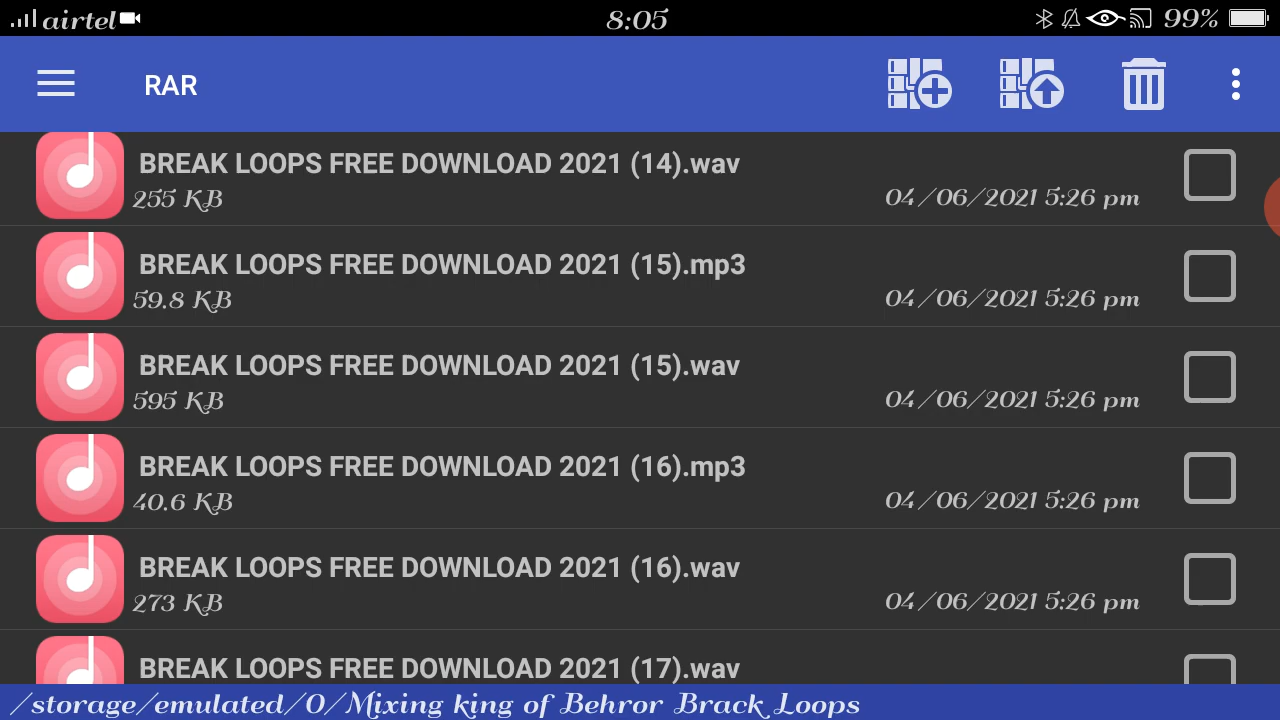 airtel 8:05 99%
RAR
BREAK LOOPS FREE DOWNLOAD 2021 (14).wav
255 KB 04/06/2021 5:26 pm
BREAK LOOPS FREE DOWNLOAD 2021 (15).mp3
59.8 KB 04/06/2021 5:26 pm
BREAK LOOPS FREE DOWNLOAD 2021 (15).wav
595 KB 04/06/2021 5:26 pm
BREAK LOOPS FREE DOWNLOAD 2021 (16).mp3
40.6 KB 04/06/2021 5:26 pm
BREAK LOOPS FREE DOWNLOAD 2021 (16).wav
273 KB 04/06/2021 5:26 pm
BREAK LOOPS FREE DOWNLOAD 2021 (17).wav
/storage/emulated/0/Mixing king of Behror Brack Loops